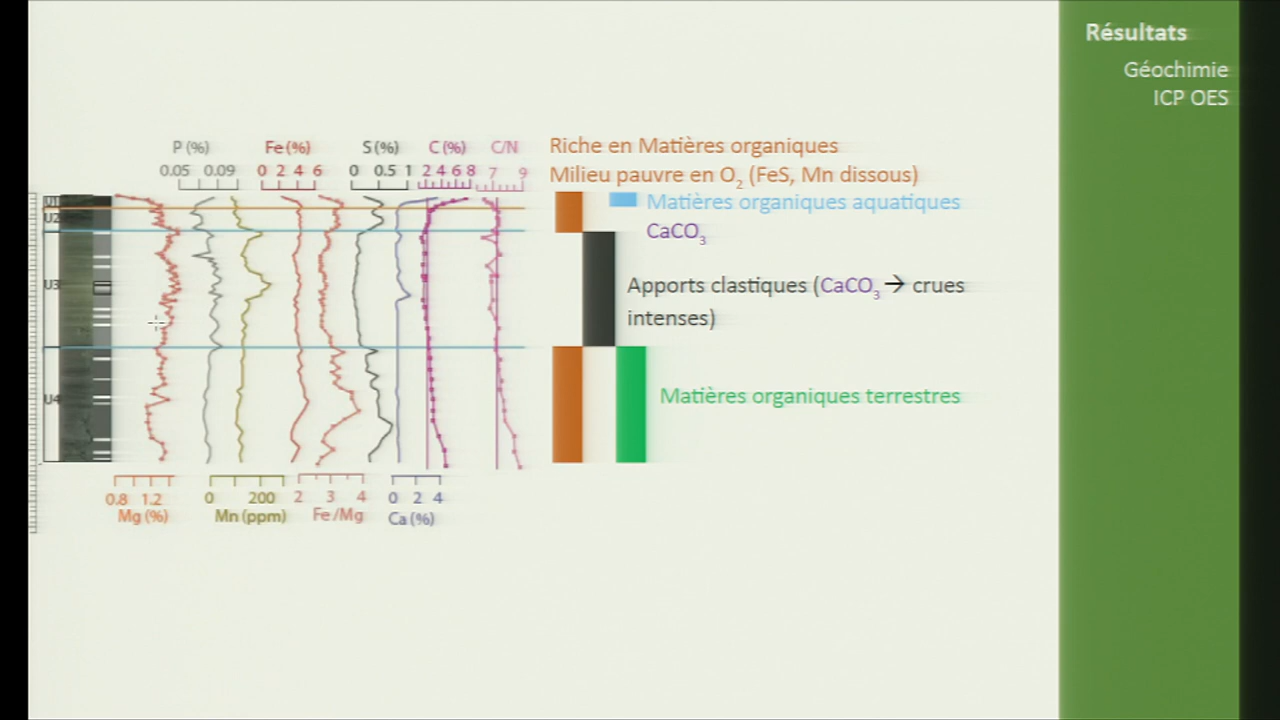 Résultats
Géochimie
ICP OES
P (%) Fe (%) S (%) C (%) C/N
0.05 0.09 0 2 4 6 0 0.5 1 2 4 6 8 7 9
Riche en Matières organiques
Milieu pauvre en O2 (FeS, Mn dissous)
U1
U2
U3
U4
Matières organiques aquatiques
CaCO3
Apports clastiques (CaCO3 → crues
intenses)
Matières organiques terrestres
0.8 1.2 0 200 2 3 4 0 2 4
Mg (%) Mn (ppm) Fe/Mg Ca (%)